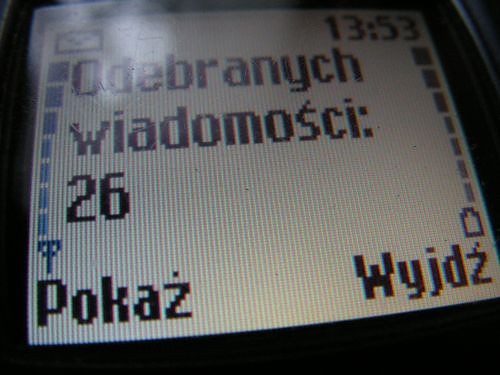 13:53
Odebranych
wiadomości:
26
Pokaż Wyjdź